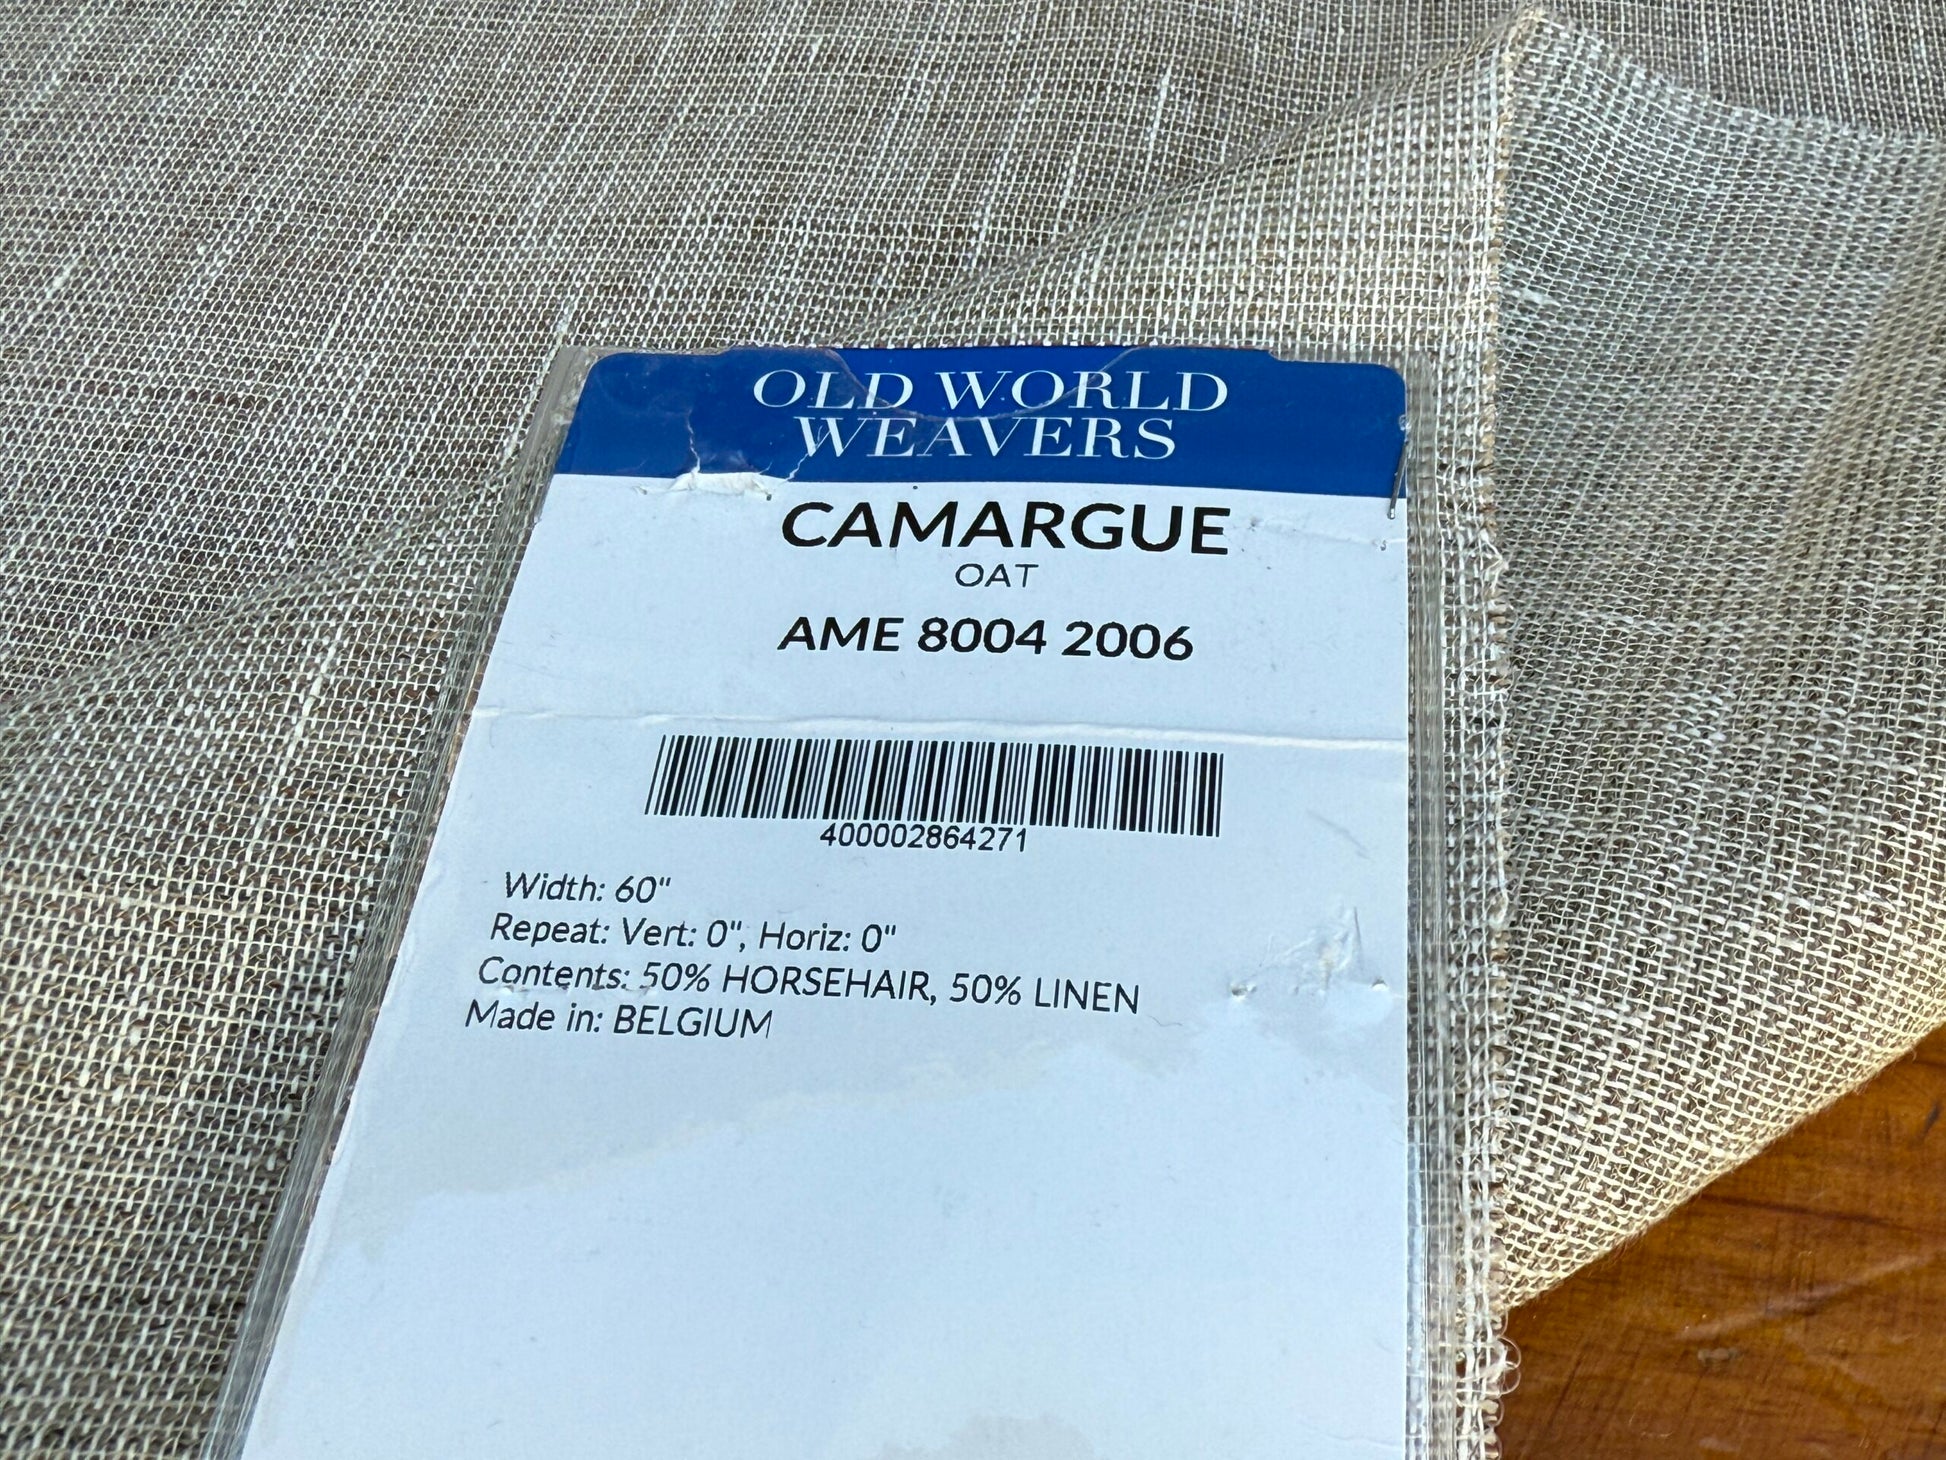 OLD WORLD
WEAVERS
CAMARGUE
OAT
AME 8004 2006
400002864271
Width: 60"
Repeat: Vert: 0", Horiz: 0"
Contents: 50% HORSEHAIR, 50% LINEN
Made in: BELGIUM